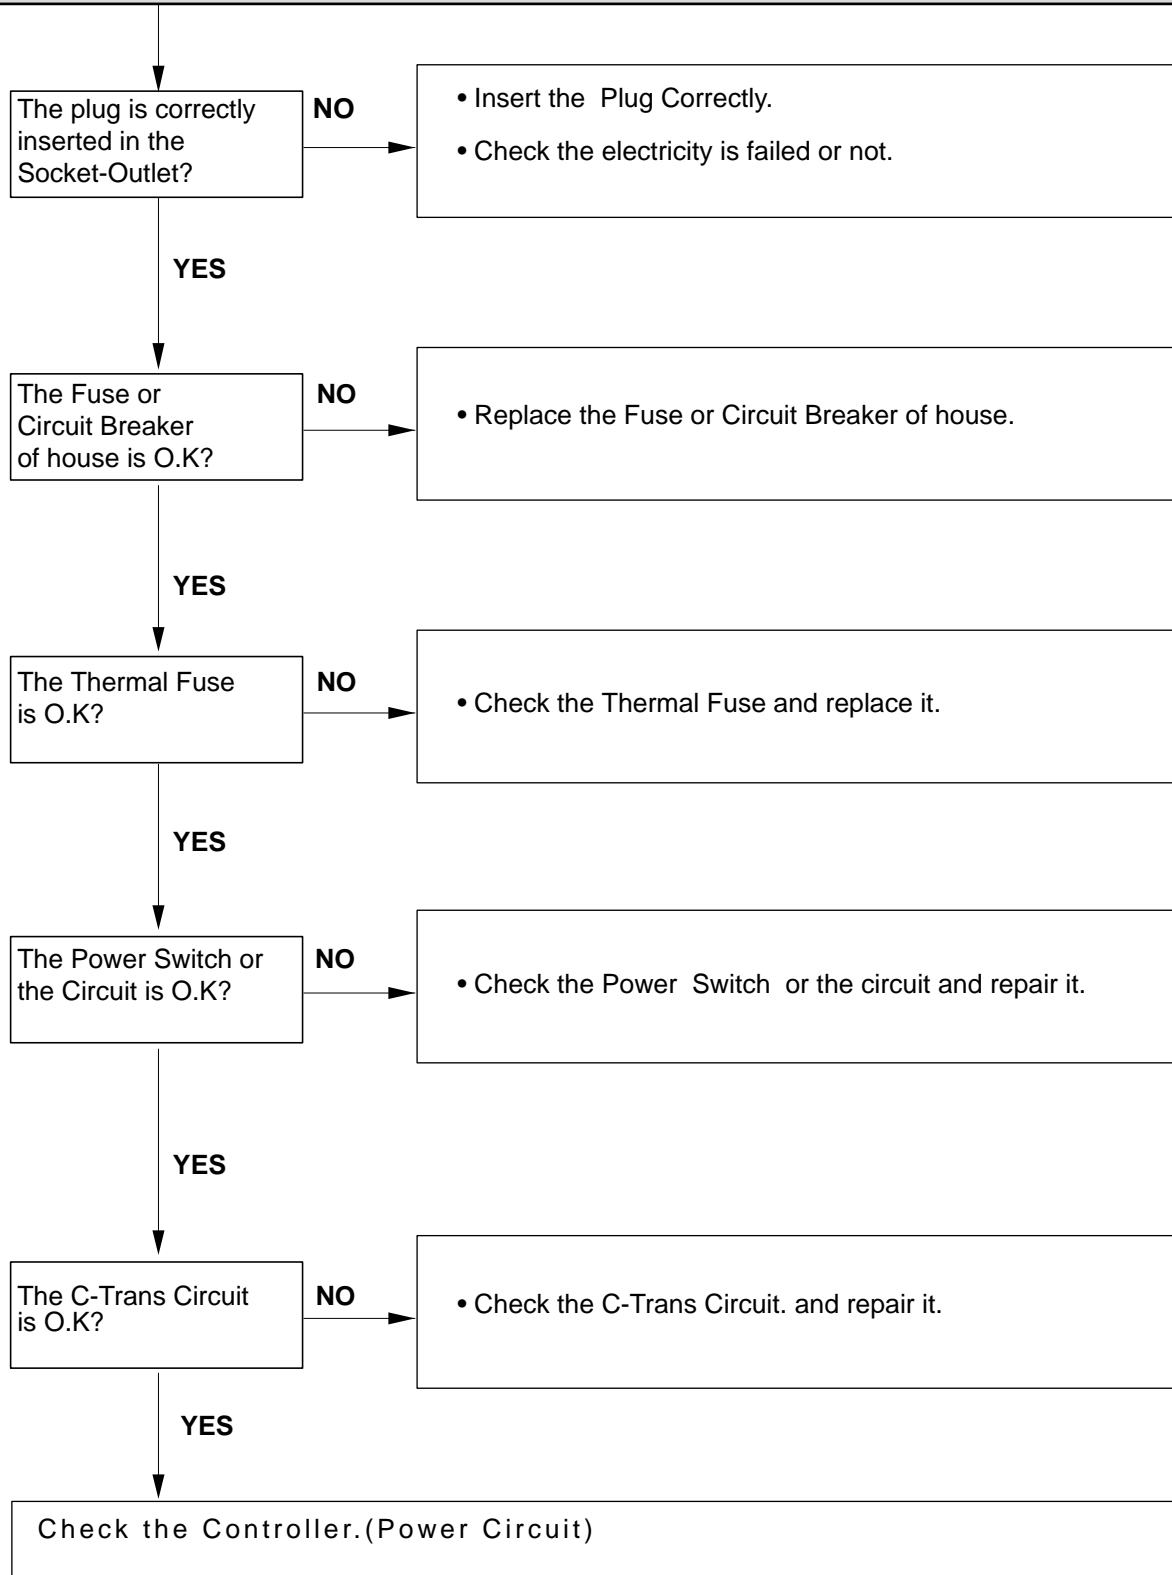 The plug is correctly
inserted in the
Socket-Outlet?
NO
• Insert the Plug Correctly.
• Check the electricity is failed or not.
YES
The Fuse or
Circuit Breaker
of house is O.K?
NO
• Replace the Fuse or Circuit Breaker of house.
YES
The Thermal Fuse
is O.K?
NO
• Check the Thermal Fuse and replace it.
YES
The Power Switch or
the Circuit is O.K?
NO
• Check the Power Switch or the circuit and repair it.
YES
The C-Trans Circuit
is O.K?
NO
• Check the C-Trans Circuit. and repair it.
YES
Check the Controller.(Power Circuit)